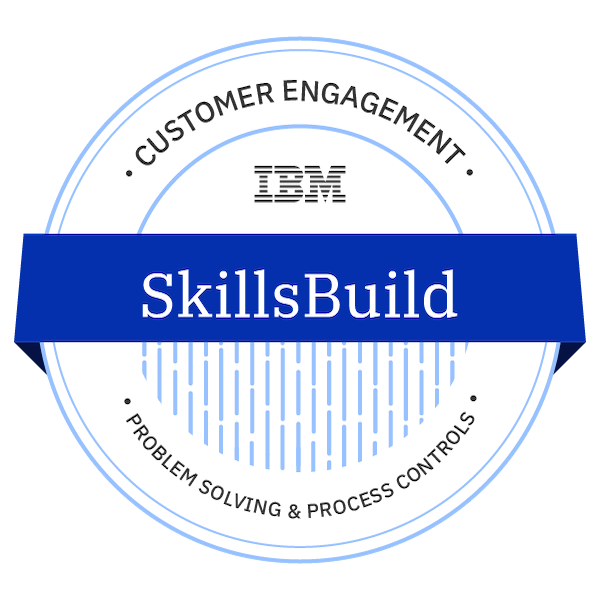 • CUSTOMER ENGAGEMENT •
IBM
SkillsBuild
• PROBLEM SOLVING & PROCESS CONTROLS •